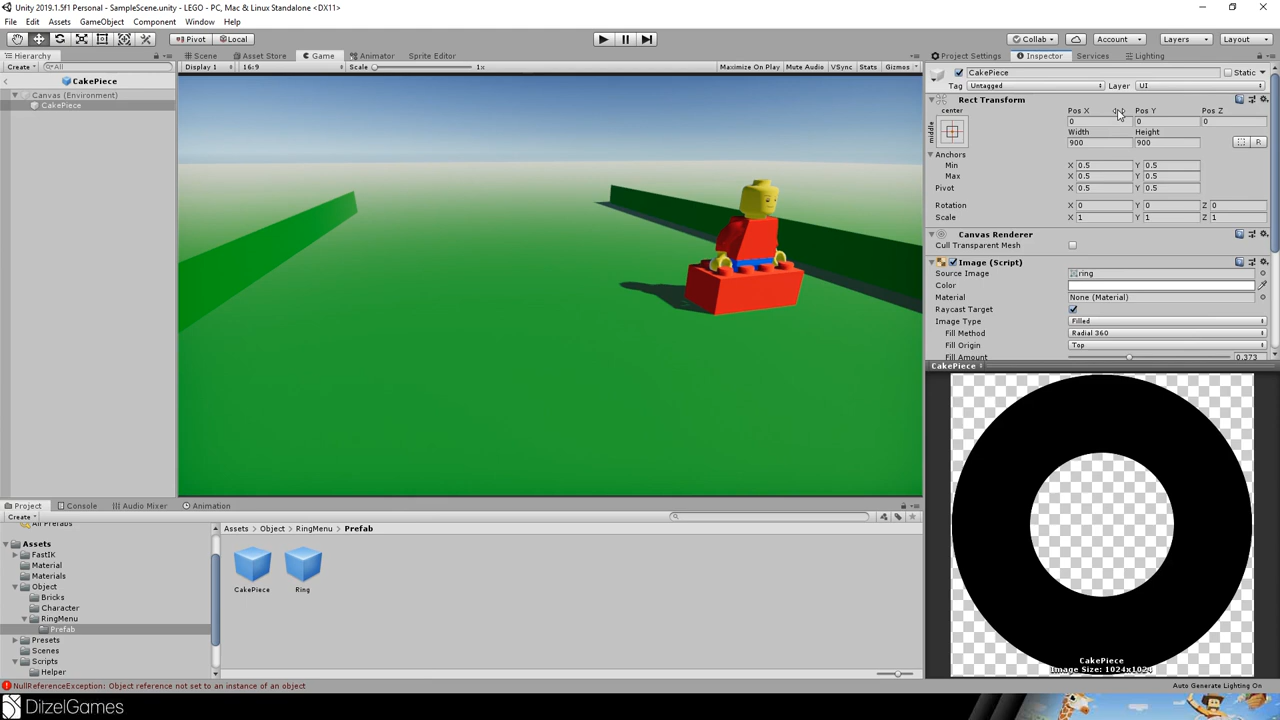 Unity 2019.1.5f1 Personal - SampleScene.unity - LEGO - PC, Mac & Linux Standalone <DX11>
File Edit Assets GameObject Component Window Help
Pivot Local Collab Account Layers Layout
Hierarchy Scene Asset Store Game Animator Sprite Editor Project Settings Inspector Services Lighting
Create All Display 1 16:9 Scale 1x Maximize On Play Mute Audio VSync Stats Gizmos
CakePiece Static
CakePiece
Tag Untagged Layer UI
Canvas (Environment)
CakePiece
Rect Transform
center Pos X Pos Y Pos Z
middle 0 0 0
Width Height
900 900 R
Anchors
Min X 0.5 Y 0.5
Max X 0.5 Y 0.5
Pivot X 0.5 Y 0.5
Rotation X 0 Y 0 Z 0
Scale X 1 Y 1 Z 1
Canvas Renderer
Cull Transparent Mesh
Image (Script)
Source Image ring
Color
Material None (Material)
Raycast Target
Image Type Filled
Fill Method Radial 360
Fill Origin Top
Fill Amount 0.373
CakePiece
CakePiece
Image Size: 1024x1024
Project Console Audio Mixer Animation
Create
All Prefabs
Assets
FastIK
Material
Materials
Object
Bricks
Character
RingMenu
Prefab
Presets
Scenes
Scripts
Helper
Assets Object RingMenu Prefab
CakePiece Ring
NullReferenceException: Object reference not set to an instance of an object
Auto Generate Lighting On
DitzelGames